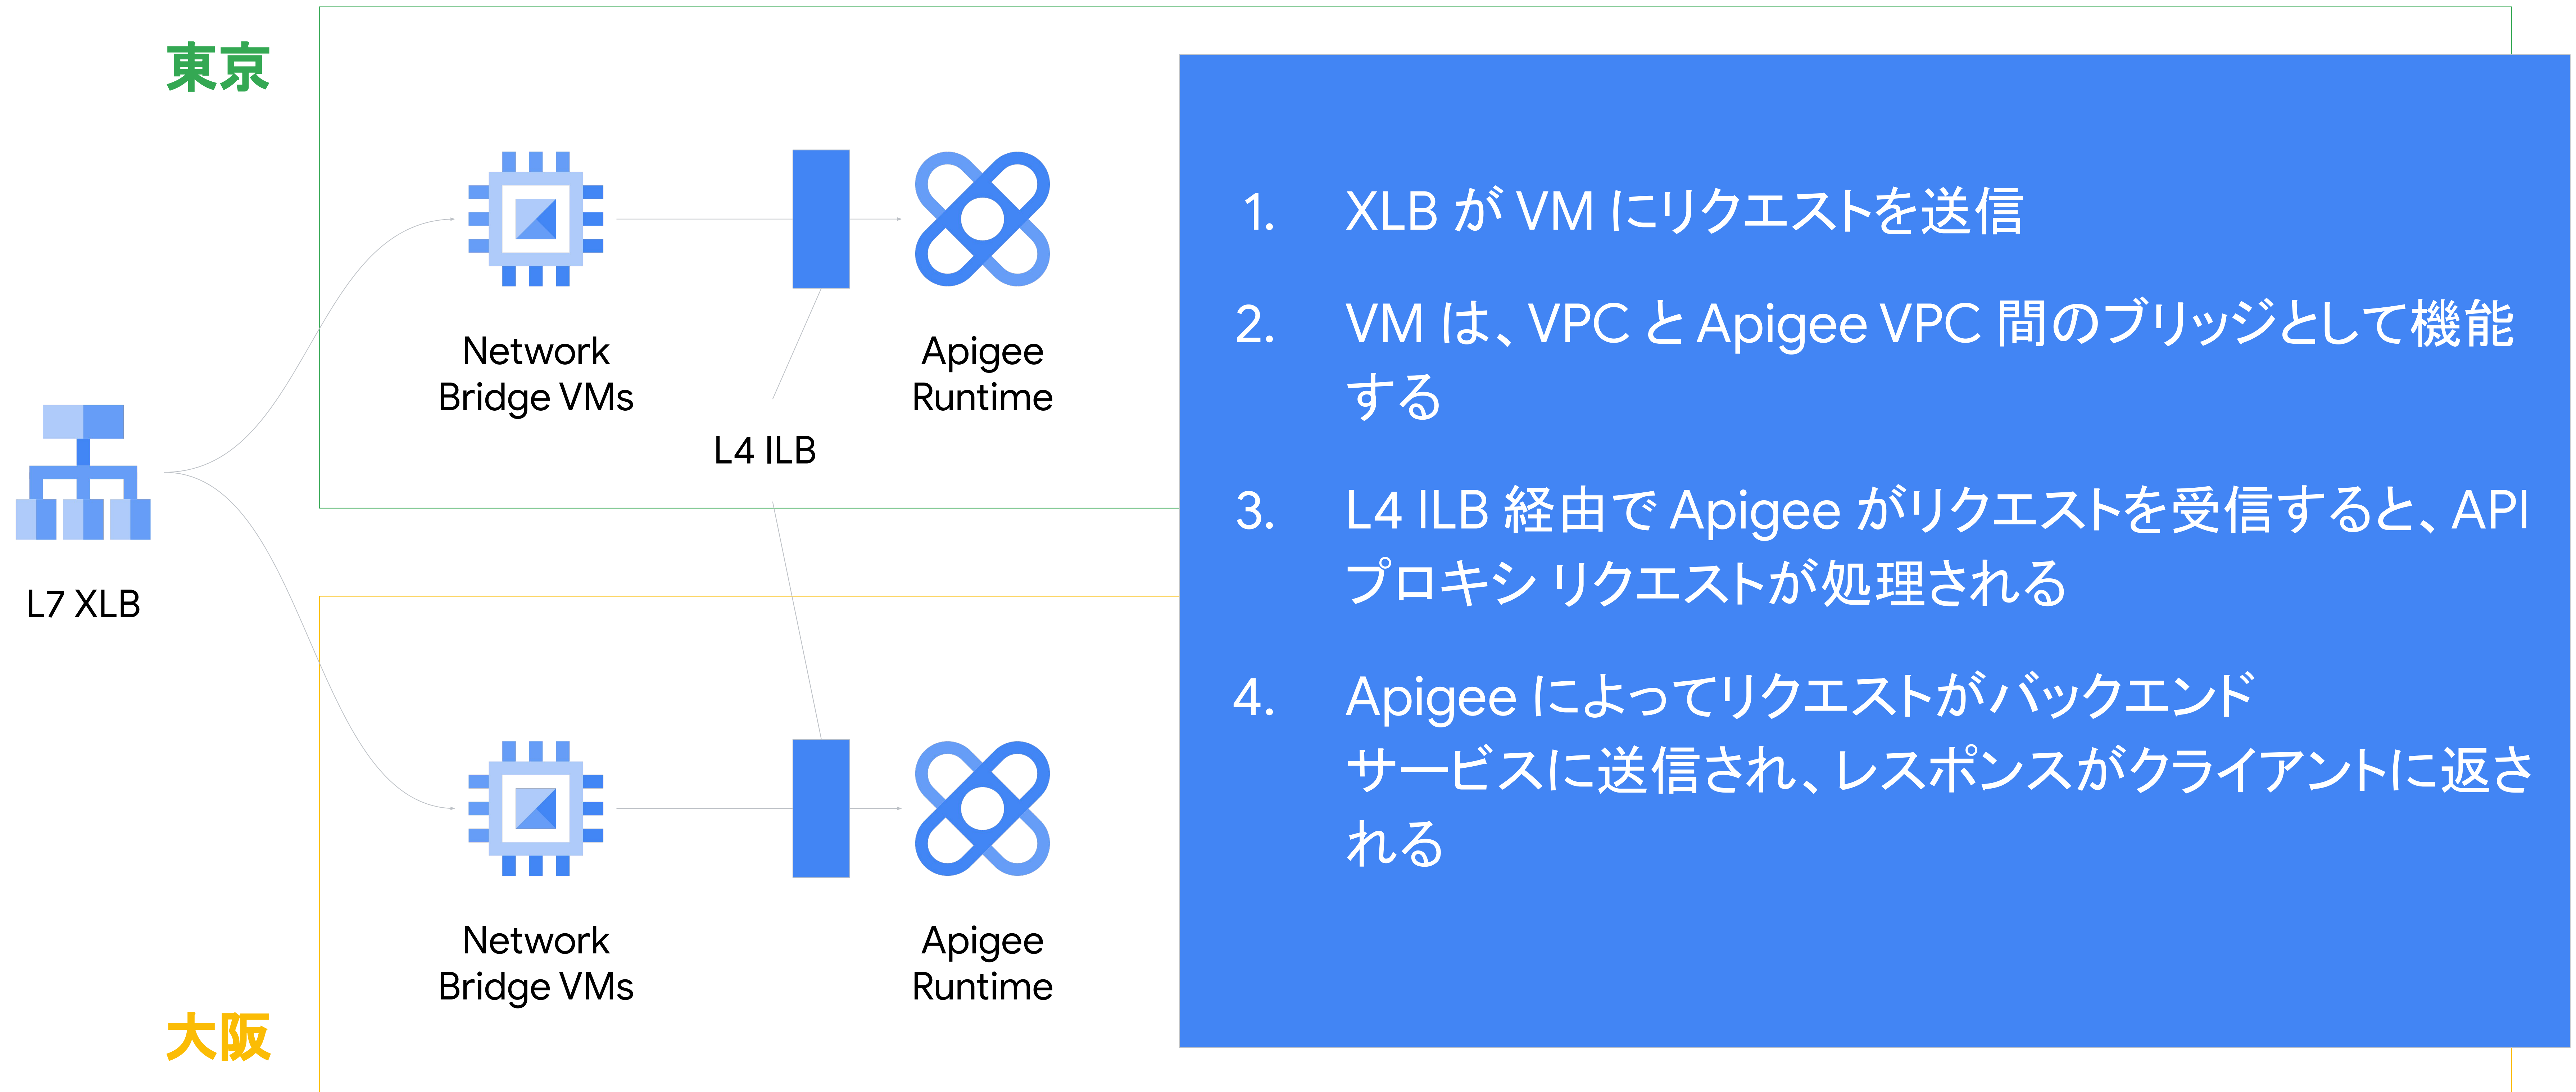 東京
Network
Bridge VMs
Apigee
Runtime
L4 ILB
L7 XLB
Network
Bridge VMs
Apigee
Runtime
大阪
1. XLB が VM にリクエストを送信
2. VM は、VPC と Apigee VPC 間のブリッジとして機能
する
3. L4 ILB 経由で Apigee がリクエストを受信すると、API
プロキシ リクエストが処理される
4. Apigee によってリクエストがバックエンド
サービスに送信され、レスポンスがクライアントに返さ
れる